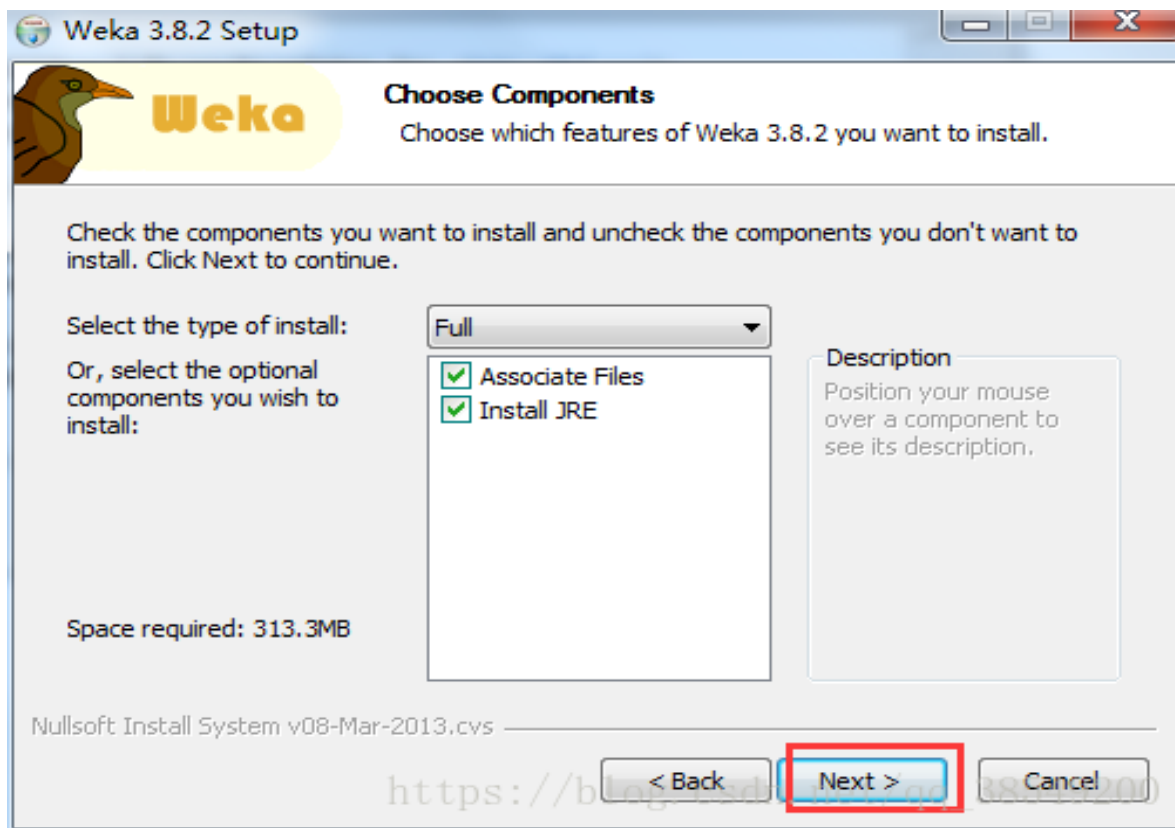 Weka 3.8.2 Setup
Weka
Choose Components
Choose which features of Weka 3.8.2 you want to install.
Check the components you want to install and uncheck the components you don't want to
install. Click Next to continue.
Select the type of install:
Full
Or, select the optional
components you wish to
install:
Associate Files
Install JRE
Description
Position your mouse
over a component to
see its description.
Space required: 313.3MB
Nullsoft Install System v08-Mar-2013.cvs
< Back
Next >
Cancel